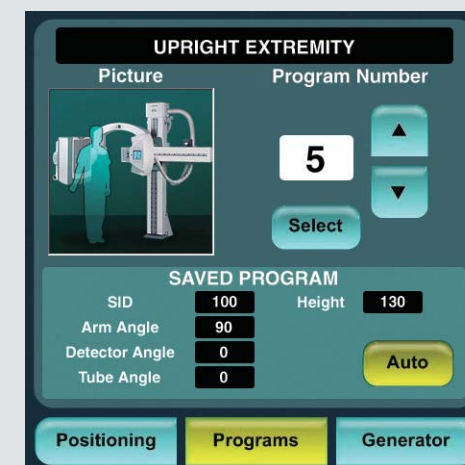 UPRIGHT EXTREMITY
Picture
Program Number
5
Select
SAVED PROGRAM
SID 100 Height 130
Arm Angle 90
Detector Angle 0
Tube Angle 0
Auto
Positioning Programs Generator